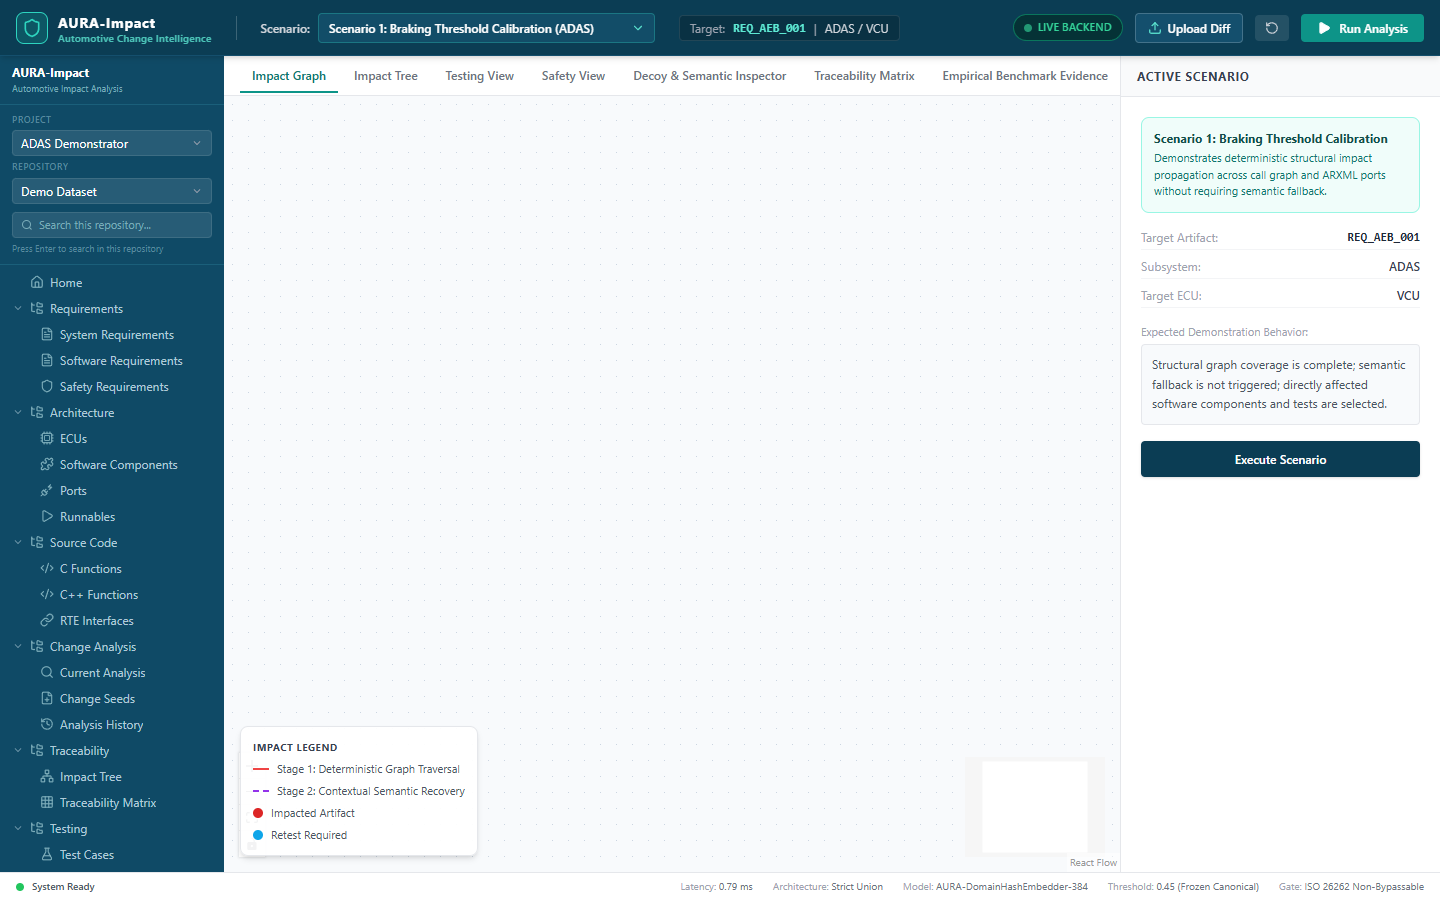 AURA-Impact
Automotive Change Intelligence
Scenario:
Scenario 1: Braking Threshold Calibration (ADAS)
Target: REQ_AEB_001 | ADAS / VCU
LIVE BACKEND
Upload Diff
Run Analysis
AURA-Impact
Automotive Impact Analysis
PROJECT
ADAS Demonstrator
REPOSITORY
Demo Dataset
Search this repository...
Press Enter to search in this repository
Home
Requirements
System Requirements
Software Requirements
Safety Requirements
Architecture
ECUs
Software Components
Ports
Runnables
Source Code
C Functions
C++ Functions
RTE Interfaces
Change Analysis
Current Analysis
Change Seeds
Analysis History
Traceability
Impact Tree
Traceability Matrix
Testing
Test Cases
Impact Graph
Impact Tree
Testing View
Safety View
Decoy & Semantic Inspector
Traceability Matrix
Empirical Benchmark Evidence
IMPACT LEGEND
Stage 1: Deterministic Graph Traversal
Stage 2: Contextual Semantic Recovery
Impacted Artifact
Retest Required
React Flow
ACTIVE SCENARIO
Scenario 1: Braking Threshold Calibration
Demonstrates deterministic structural impact
propagation across call graph and ARXML ports
without requiring semantic fallback.
Target Artifact: REQ_AEB_001
Subsystem: ADAS
Target ECU: VCU
Expected Demonstration Behavior:
Structural graph coverage is complete; semantic
fallback is not triggered; directly affected
software components and tests are selected.
Execute Scenario
System Ready
Latency: 0.79 ms
Architecture: Strict Union
Model: AURA-DomainHashEmbedder-384
Threshold: 0.45 (Frozen Canonical)
Gate: ISO 26262 Non-Bypassable